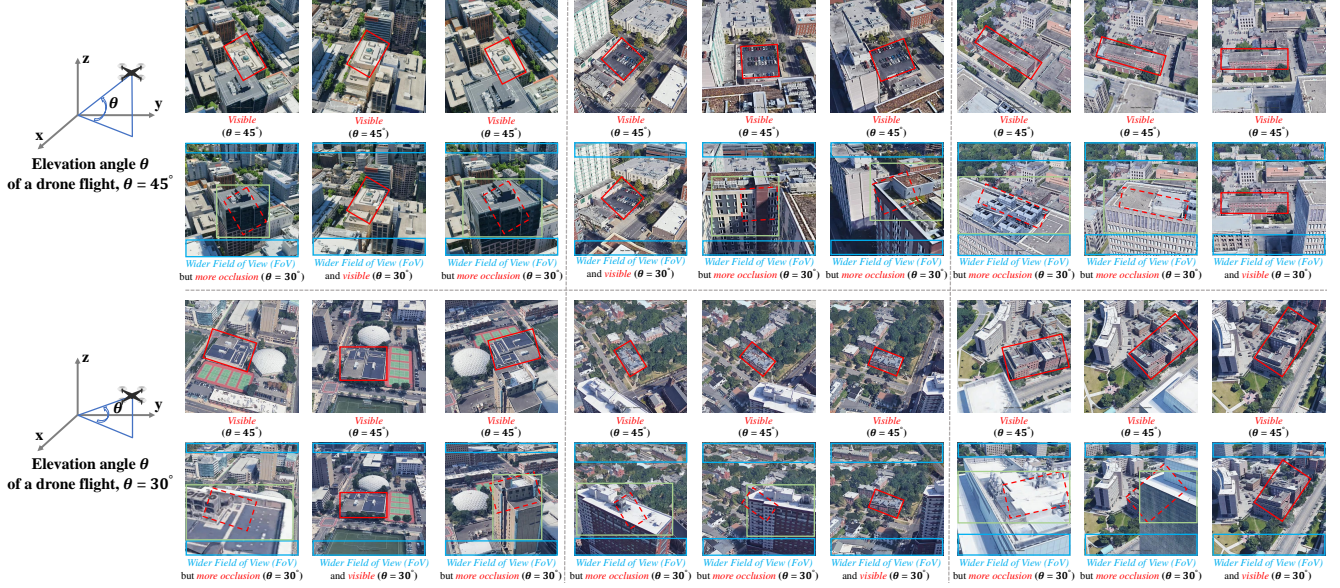 z
θ
y
x
Elevation angle θ
of a drone flight, θ = 45°
Visible
(θ = 45°)
Visible
(θ = 45°)
Visible
(θ = 45°)
Visible
(θ = 45°)
Visible
(θ = 45°)
Visible
(θ = 45°)
Visible
(θ = 45°)
Visible
(θ = 45°)
Visible
(θ = 45°)
Wider Field of View (FoV)
but more occlusion (θ = 30°)
Wider Field of View (FoV)
and visible (θ = 30°)
Wider Field of View (FoV)
but more occlusion (θ = 30°)
Wider Field of View (FoV)
and visible (θ = 30°)
Wider Field of View (FoV)
but more occlusion (θ = 30°)
Wider Field of View (FoV)
but more occlusion (θ = 30°)
Wider Field of View (FoV)
but more occlusion (θ = 30°)
Wider Field of View (FoV)
but more occlusion (θ = 30°)
Wider Field of View (FoV)
and visible (θ = 30°)
z
θ
y
x
Elevation angle θ
of a drone flight, θ = 30°
Visible
(θ = 45°)
Visible
(θ = 45°)
Visible
(θ = 45°)
Visible
(θ = 45°)
Visible
(θ = 45°)
Visible
(θ = 45°)
Visible
(θ = 45°)
Visible
(θ = 45°)
Visible
(θ = 45°)
Wider Field of View (FoV)
but more occlusion (θ = 30°)
Wider Field of View (FoV)
and visible (θ = 30°)
Wider Field of View (FoV)
but more occlusion (θ = 30°)
Wider Field of View (FoV)
but more occlusion (θ = 30°)
Wider Field of View (FoV)
but more occlusion (θ = 30°)
Wider Field of View (FoV)
and visible (θ = 30°)
Wider Field of View (FoV)
but more occlusion (θ = 30°)
Wider Field of View (FoV)
but more occlusion (θ = 30°)
Wider Field of View (FoV)
and visible (θ = 30°)